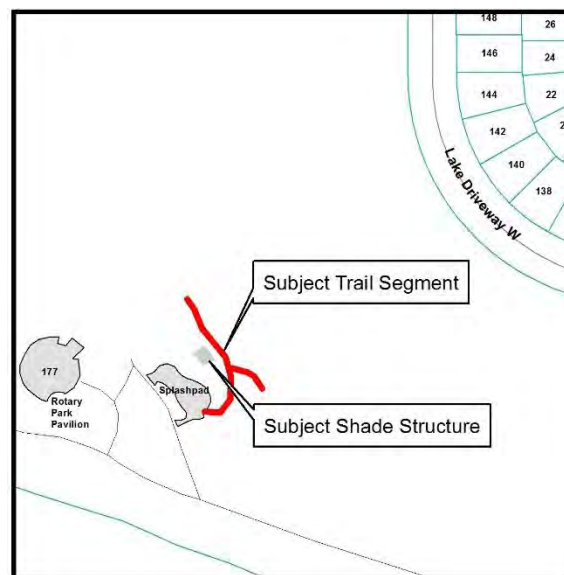 148
26
146
24
144
22
142
2
140
138
Lake Driveway W
Subject Trail Segment
177
Rotary
Park
Pavilion
Splashpad
Subject Shade Structure